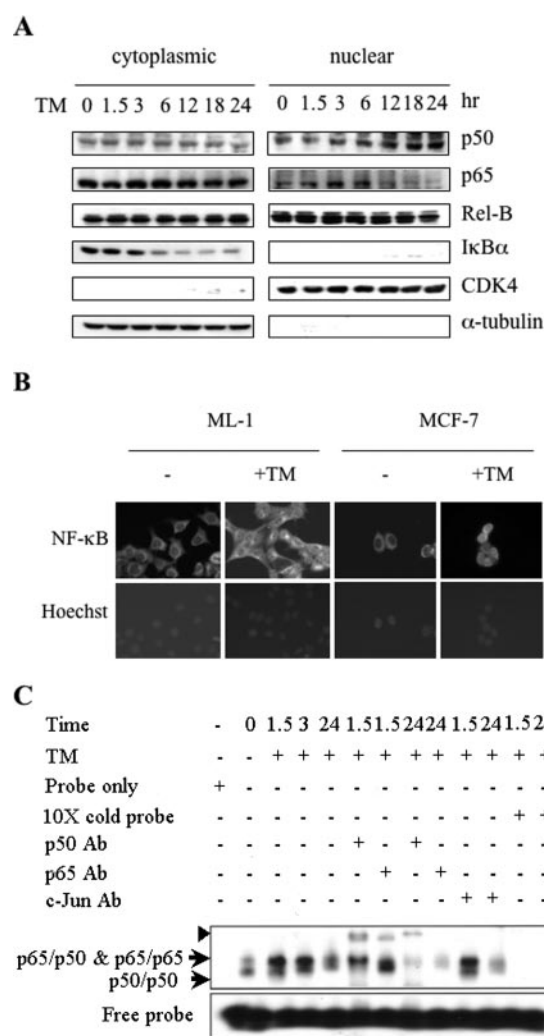 A
cytoplasmic nuclear
TM 0 1.5 3 6 12 18 24 0 1.5 3 6 12 18 24 hr
p50
p65
Rel-B
IκBα
CDK4
α-tubulin
B
ML-1 MCF-7
- +TM - +TM
NF-κB
Hoechst
C
Time - 0 1.5 3 24 1.5 1.5 24 24 1.5 24 1.5
TM - - + + + + + + + + + +
Probe only + - - - - - - - - - - - -
10X cold probe - - - - - - - - - - - +
p50 Ab - - - - - + - + - - - - -
p65 Ab - - - - - - + - + - - - -
c-Jun Ab - - - - - - - - - + + - -
p65/p50 & p65/p65
p50/p50
Free probe